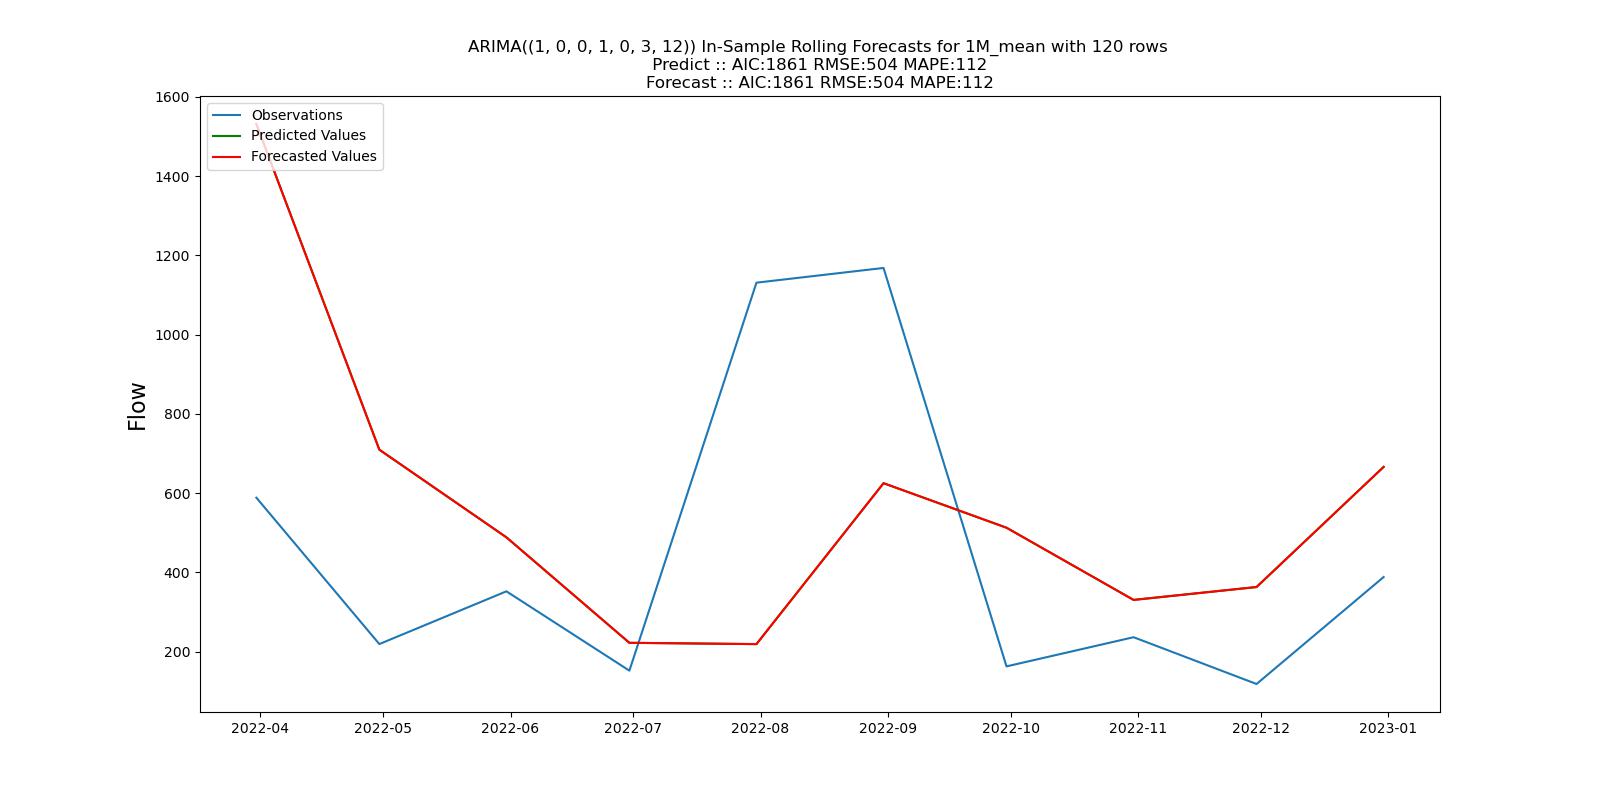 ARIMA((1, 0, 0, 1, 0, 3, 12)) In-Sample Rolling Forecasts for 1M_mean with 120 rows
Predict :: AIC:1861 RMSE:504 MAPE:112
Forecast :: AIC:1861 RMSE:504 MAPE:112
Observations
Predicted Values
Forecasted Values
1600
1400
1200
1000
800
600
400
200
Flow
2022-04 2022-05 2022-06 2022-07 2022-08 2022-09 2022-10 2022-11 2022-12 2023-01